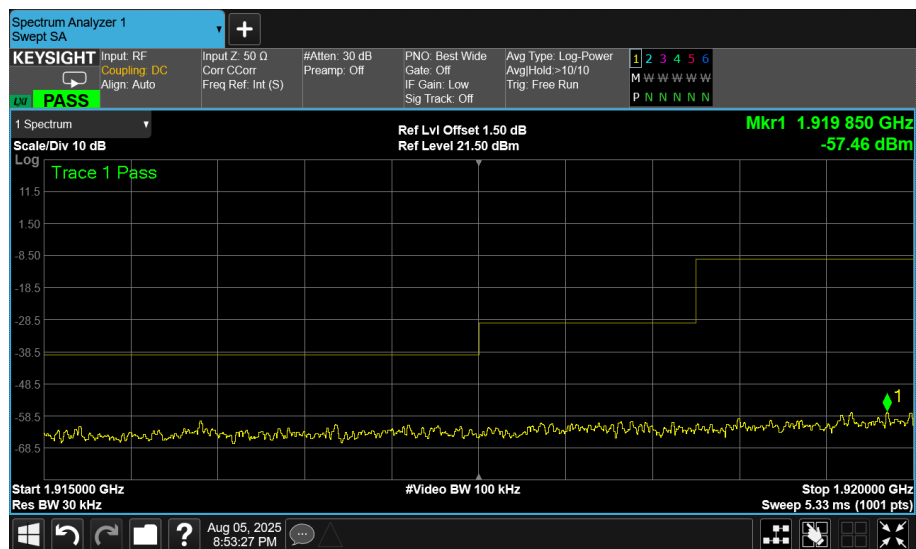 Spectrum Analyzer 1
Swept SA
KEYSIGHT
LXI
PASS
Input: RF
Coupling: DC
Align: Auto
Input Z: 50 Ω
Corr CCorr
Freq Ref: Int (S)
#Atten: 30 dB
Preamp: Off
PNO: Best Wide
Gate: Off
IF Gain: Low
Sig Track: Off
Avg Type: Log-Power
Avg|Hold:>10/10
Trig: Free Run
1 2 3 4 5 6
M W W W W W
P N N N N N
1 Spectrum
Scale/Div 10 dB
Ref Lvl Offset 1.50 dB
Ref Level 21.50 dBm
Mkr1 1.919 850 GHz
-57.46 dBm
Log
Trace 1 Pass
11.5
1.50
-8.50
-18.5
-28.5
-38.5
-48.5
-58.5
-68.5
1
Start 1.915000 GHz
Res BW 30 kHz
#Video BW 100 kHz
Stop 1.920000 GHz
Sweep 5.33 ms (1001 pts)
?
Aug 05, 2025
8:53:27 PM